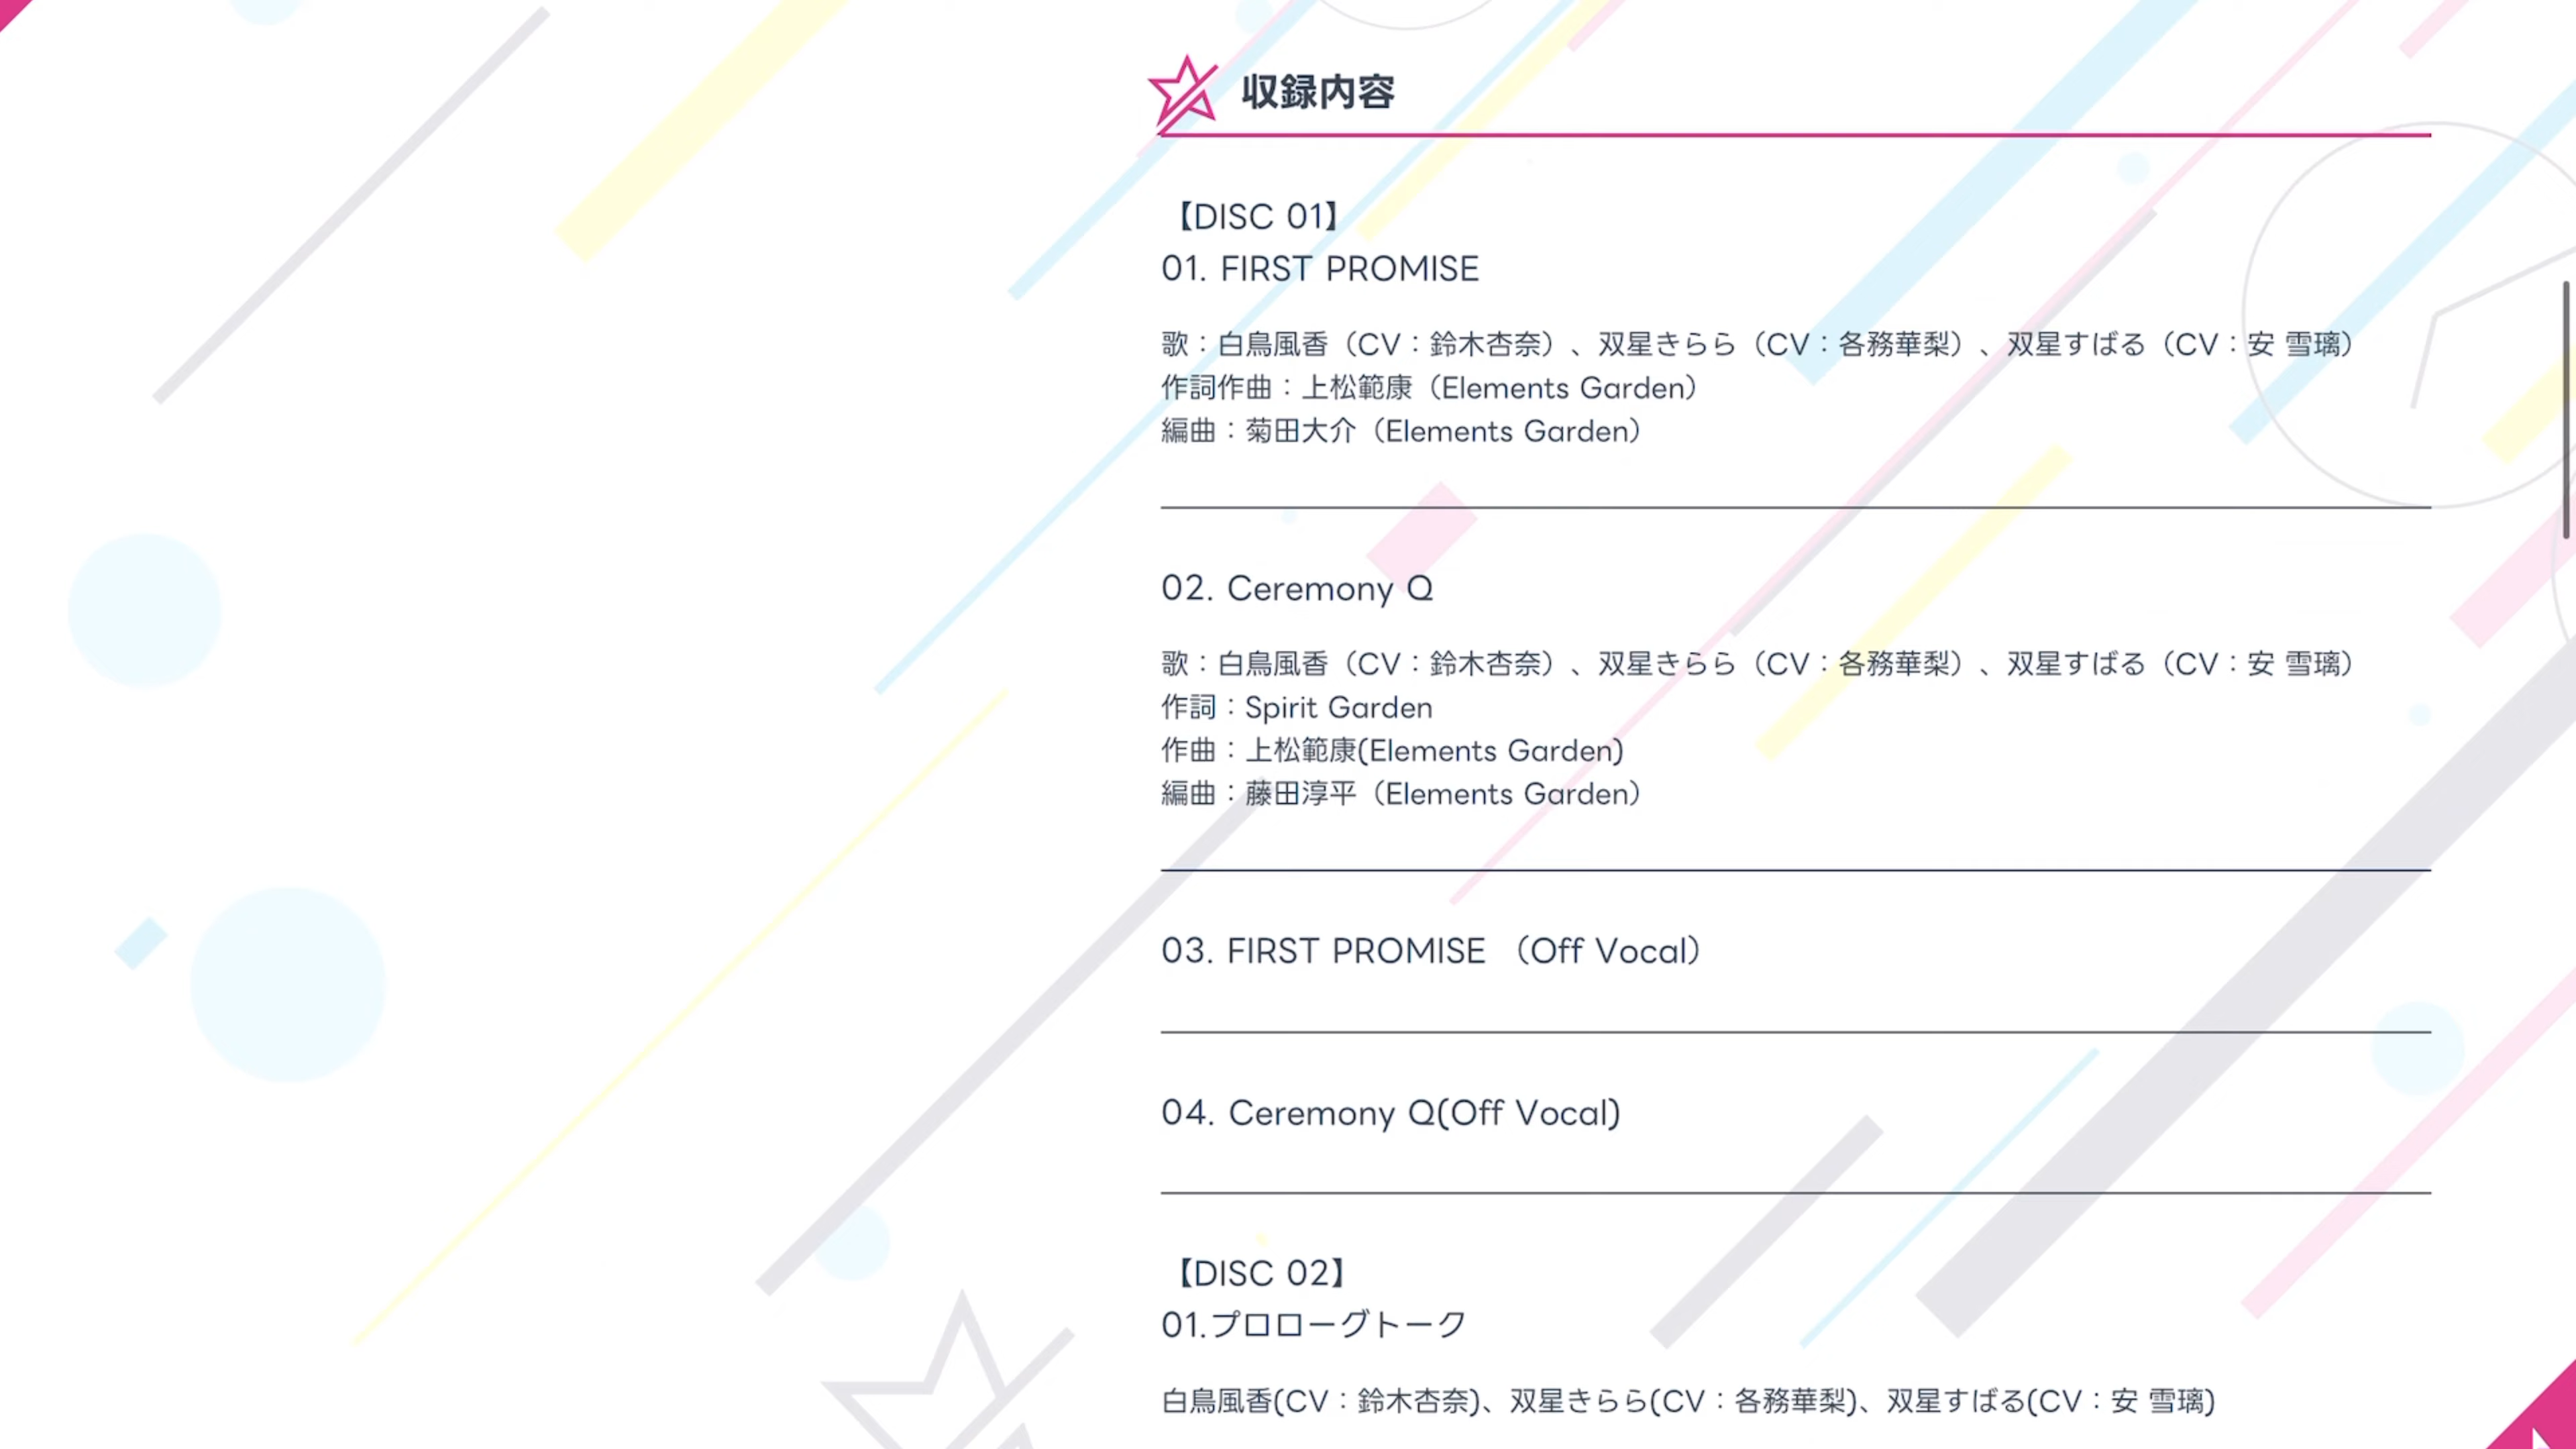 収録内容
【DISC 01】
01. FIRST PROMISE
歌：白鳥風香（CV：鈴木杏奈）、双星きらら（CV：各務華梨）、双星すばる（CV：安 雪璃）
作詞作曲：上松範康（Elements Garden）
編曲：菊田大介（Elements Garden）
02. Ceremony Q
歌：白鳥風香（CV：鈴木杏奈）、双星きらら（CV：各務華梨）、双星すばる（CV：安 雪璃）
作詞：Spirit Garden
作曲：上松範康(Elements Garden)
編曲：藤田淳平（Elements Garden）
03. FIRST PROMISE （Off Vocal）
04. Ceremony Q(Off Vocal)
【DISC 02】
01.プロローグトーク
白鳥風香(CV：鈴木杏奈)、双星きらら(CV：各務華梨)、双星すばる(CV：安 雪璃)